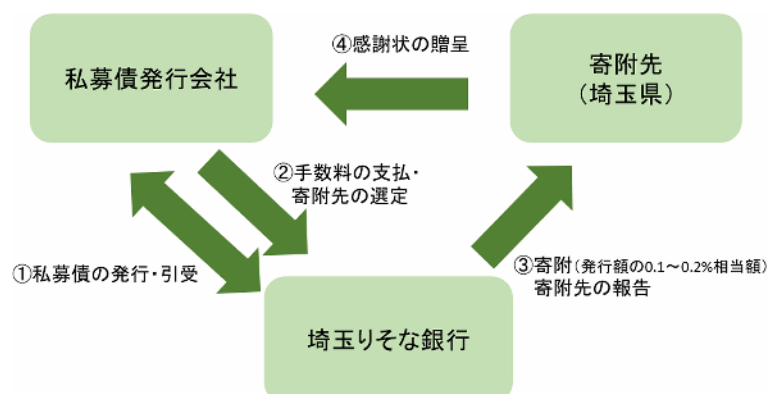 ④感謝状の贈呈
私募債発行会社
寄附先
（埼玉県）
②手数料の支払・
寄附先の選定
①私募債の発行・引受
③寄附（発行額の0.1～0.2%相当額）
寄附先の報告
埼玉りそな銀行